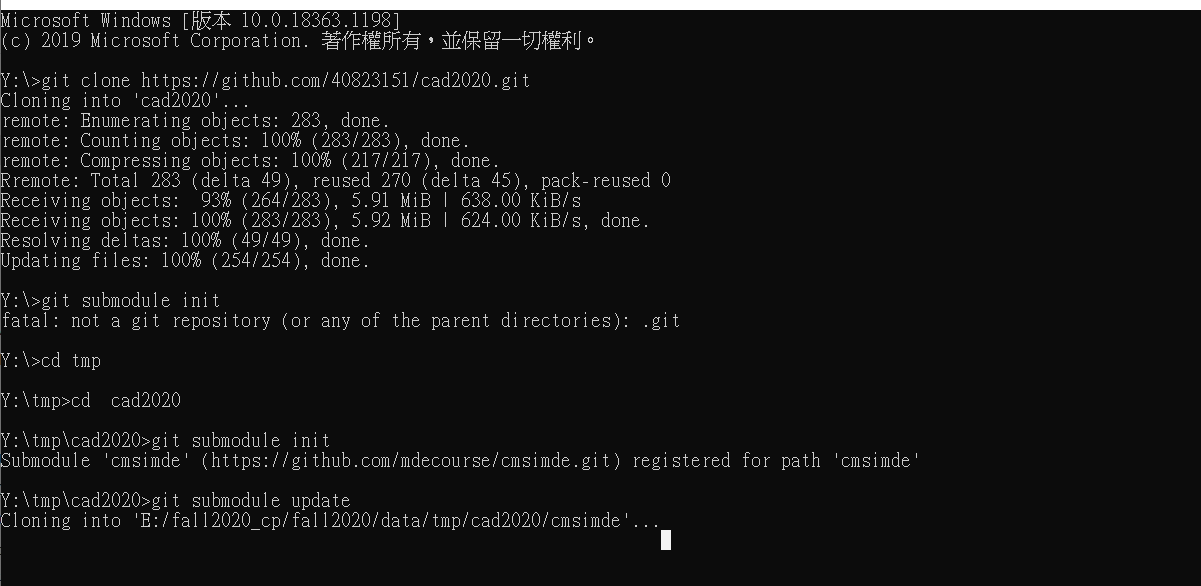 Microsoft Windows [版本 10.0.18363.1198]
(c) 2019 Microsoft Corporation. 著作權所有，並保留一切權利。
Y:\>git clone https://github.com/40823151/cad2020.git
Cloning into 'cad2020'...
remote: Enumerating objects: 283, done.
remote: Counting objects: 100% (283/283), done.
remote: Compressing objects: 100% (217/217), done.
Rremote: Total 283 (delta 49), reused 270 (delta 45), pack-reused 0
Receiving objects:  93% (264/283), 5.91 MiB | 638.00 KiB/s
Receiving objects: 100% (283/283), 5.92 MiB | 624.00 KiB/s, done.
Resolving deltas: 100% (49/49), done.
Updating files: 100% (254/254), done.
Y:\>git submodule init
fatal: not a git repository (or any of the parent directories): .git
Y:\>cd tmp
Y:\tmp>cd  cad2020
Y:\tmp\cad2020>git submodule init
Submodule 'cmsimde' (https://github.com/mdecourse/cmsimde.git) registered for path 'cmsimde'
Y:\tmp\cad2020>git submodule update
Cloning into 'E:/fall2020_cp/fall2020/data/tmp/cad2020/cmsimde'...